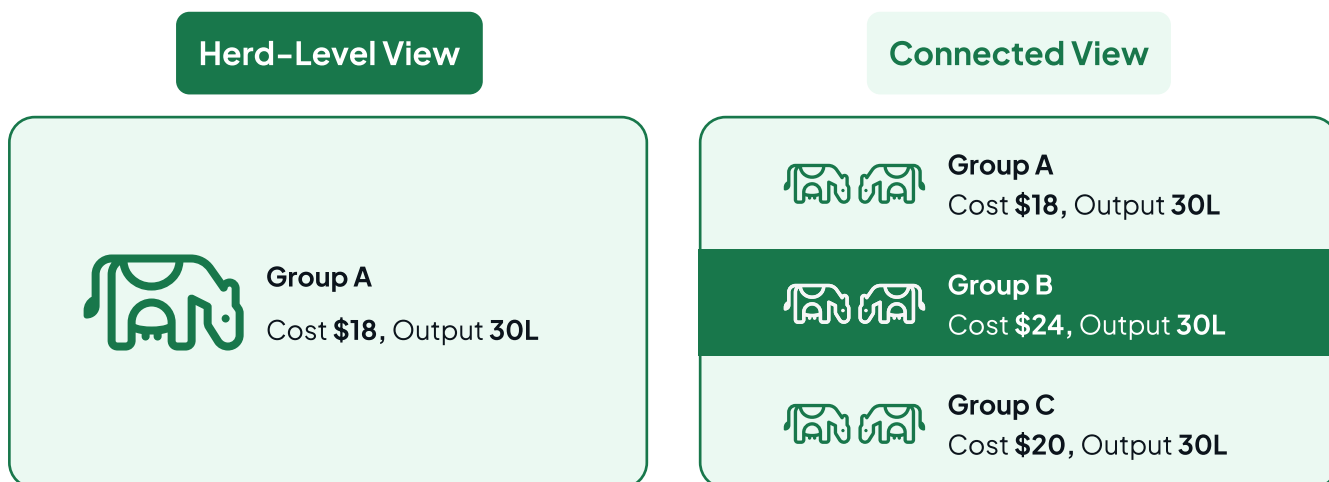 Herd-Level View
Group A
Cost $18, Output 30L
Connected View
Group A
Cost $18, Output 30L
Group B
Cost $24, Output 30L
Group C
Cost $20, Output 30L